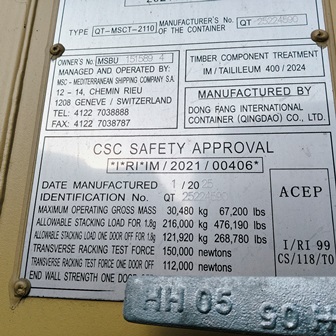 TYPE QT-MSCT-2110 MANUFACTURER'S No. OF THE CONTAINER QT
OWNER'S No. MSBU
MANAGED AND OPERATED BY:
MSC - MEDITERRANEAN SHIPPING COMPANY S.A.
12 - 14, CHEMIN RIEU
1208 GENEVE / SWITZERLAND
TEL: 4122 7038888
FAX: 4122 7038787
TIMBER COMPONENT TREATMENT
IM / TAILILEUM 400 / 2024
MANUFACTURED BY
DONG FANG INTERNATIONAL
CONTAINER (QINGDAO) CO., LTD.
CSC SAFETY APPROVAL
*I*RI*IM / 2021 / 00406*
DATE MANUFACTURED 1 / 20
IDENTIFICATION No. QT
MAXIMUM OPERATING GROSS MASS 30,480 kg 67,200 lbs
ALLOWABLE STACKING LOAD FOR 1.8g 216,000 kg 476,190 lbs
ALLOWABLE STACKING LOAD ONE DOOR OFF FOR 1.8g 121,920 kg 268,780 lbs
TRANSVERSE RACKING TEST FORCE 150,000 newtons
TRANSVERSE RACKING TEST FORCE ONE DOOR OFF 112,000 newtons
END WALL STRENGTH ONE DOOR
ACEP
I / RI 99
CS/118/TO
HH 05